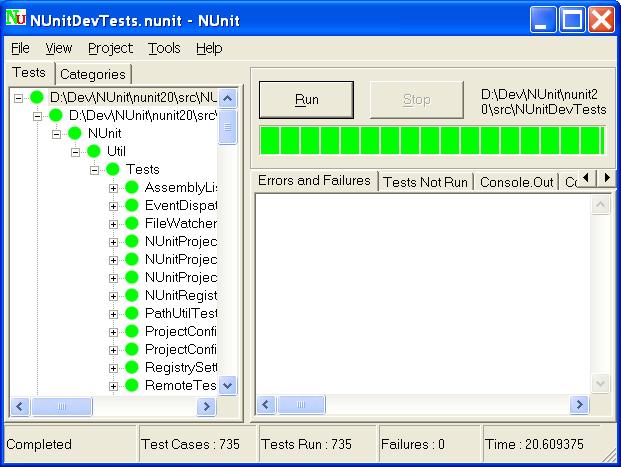 NUnitDevTests.nunit - NUnit
File View Project Tools Help
Tests Categories
D:\Dev\NUnit\nunit20\src\NU
D:\Dev\NUnit\nunit20\src\
NUnit
Util
Tests
AssemblyLis
EventDispat
FileWatcher
NUnitProjec
NUnitProjec
NUnitProjec
NUnitRegist
PathUtilTest
ProjectConfi
ProjectConfi
RegistrySett
RemoteTes
Run Stop
D:\Dev\NUnit\nunit2
0\src\NUnitDevTests
Errors and Failures Tests Not Run Console.Out
Completed Test Cases : 735 Tests Run : 735 Failures : 0 Time : 20.609375